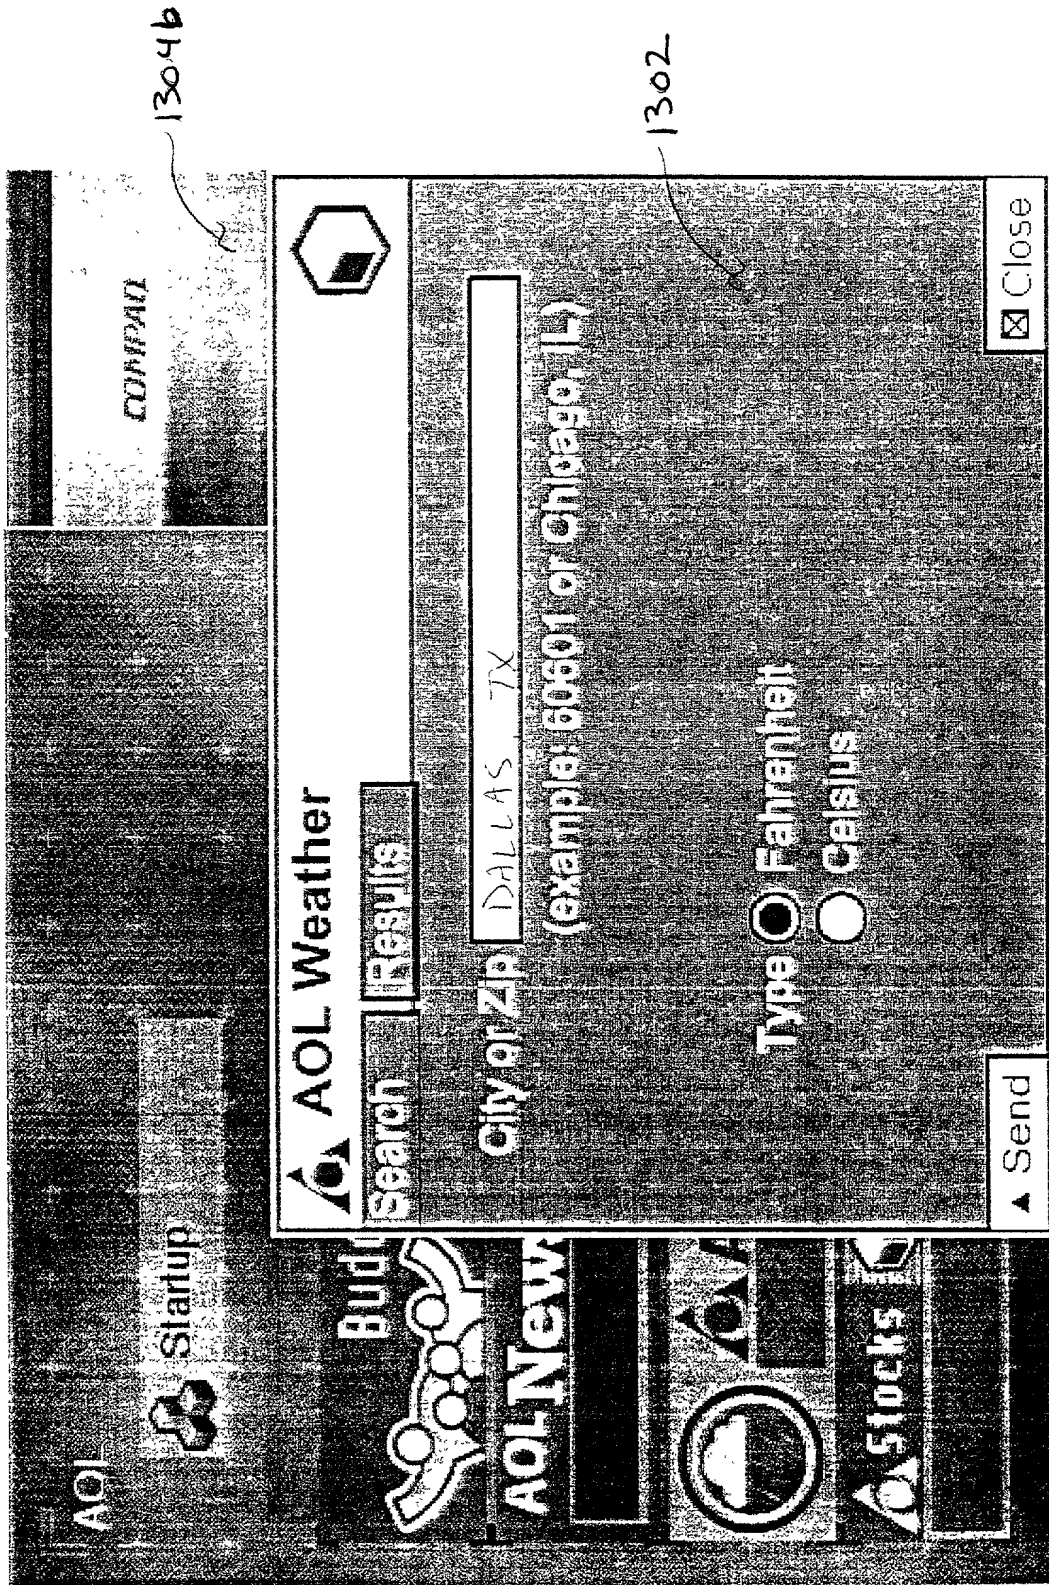 AOL
Startup
COMPAQ
1304b
Budd
AOL Weather
Search
Results
City or Zip
DALLAS, TX
(example: 60601 or Chicago, IL)
1302
Type
Fahrenheit
Celsius
Send
Close
AOL New
A
Stocks